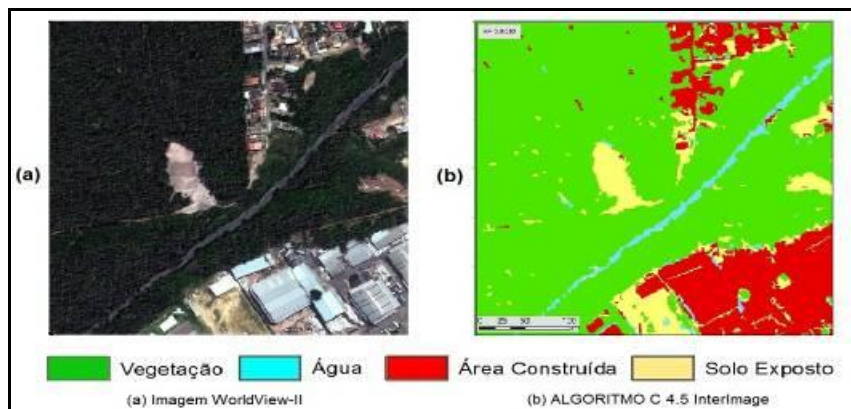 (a)
(b)
Vegetação Água Área Construída Solo Exposto
(a) Imagem WorldView-II (b) ALGORITMO C 4.5 InterImage